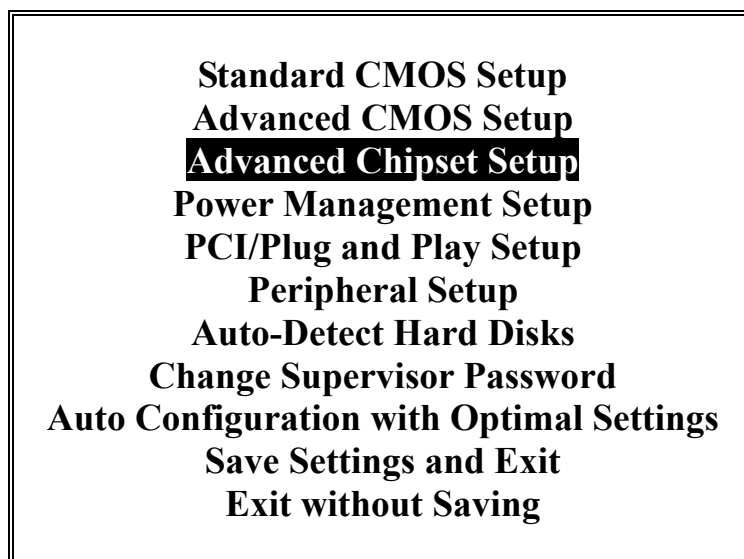 Standard CMOS Setup
Advanced CMOS Setup
Advanced Chipset Setup
Power Management Setup
PCI/Plug and Play Setup
Peripheral Setup
Auto-Detect Hard Disks
Change Supervisor Password
Auto Configuration with Optimal Settings
Save Settings and Exit
Exit without Saving